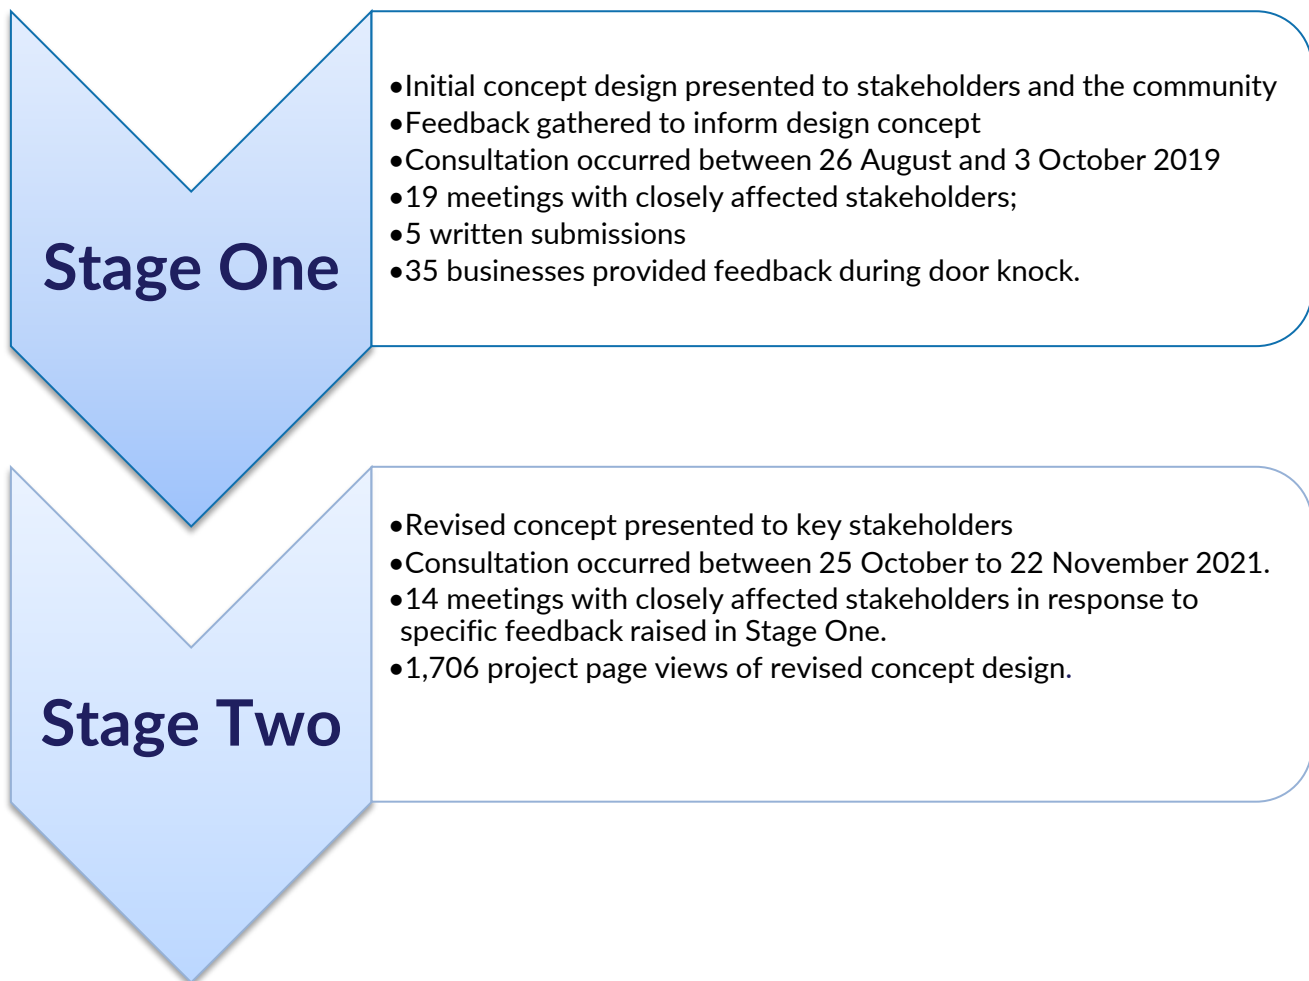 Stage One
•Initial concept design presented to stakeholders and the community
•Feedback gathered to inform design concept
•Consultation occurred between 26 August and 3 October 2019
•19 meetings with closely affected stakeholders;
•5 written submissions
•35 businesses provided feedback during door knock.
Stage Two
•Revised concept presented to key stakeholders
•Consultation occurred between 25 October to 22 November 2021.
•14 meetings with closely affected stakeholders in response to
specific feedback raised in Stage One.
•1,706 project page views of revised concept design.